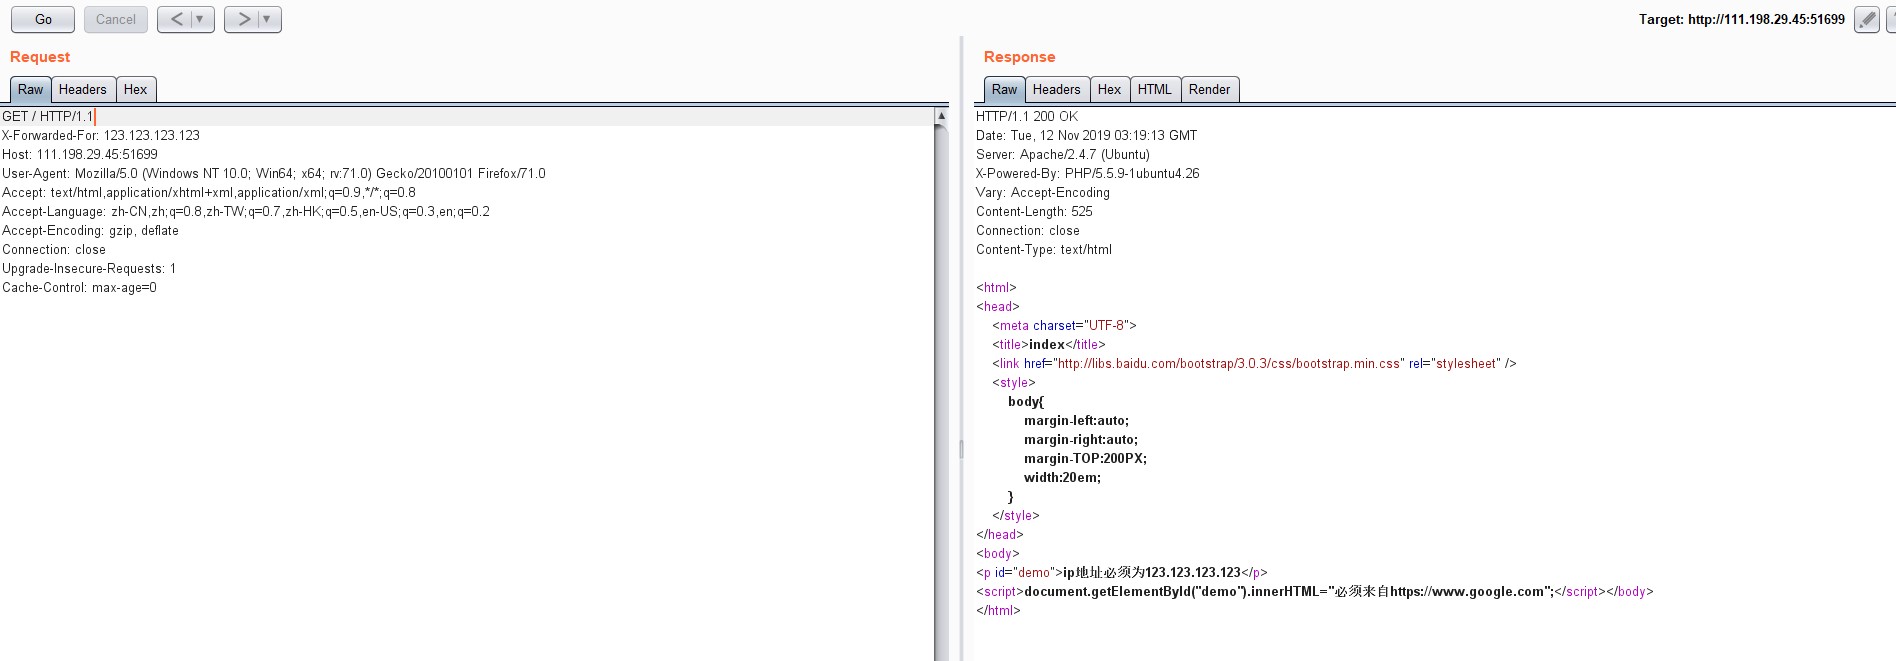 Go Cancel < > Target: http://111.198.29.45:51699
Request
Raw Headers Hex
GET / HTTP/1.1
X-Forwarded-For: 123.123.123.123
Host: 111.198.29.45:51699
User-Agent: Mozilla/5.0 (Windows NT 10.0; Win64; x64; rv:71.0) Gecko/20100101 Firefox/71.0
Accept: text/html,application/xhtml+xml,application/xml;q=0.9,*/*;q=0.8
Accept-Language: zh-CN,zh;q=0.8,zh-TW;q=0.7,zh-HK;q=0.5,en-US;q=0.3,en;q=0.2
Accept-Encoding: gzip, deflate
Connection: close
Upgrade-Insecure-Requests: 1
Cache-Control: max-age=0
Response
Raw Headers Hex HTML Render
HTTP/1.1 200 OK
Date: Tue, 12 Nov 2019 03:19:13 GMT
Server: Apache/2.4.7 (Ubuntu)
X-Powered-By: PHP/5.5.9-1ubuntu4.26
Vary: Accept-Encoding
Content-Length: 525
Connection: close
Content-Type: text/html
<html>
<head>
<meta charset="UTF-8">
<title>index</title>
<link href="http://libs.baidu.com/bootstrap/3.0.3/css/bootstrap.min.css" rel="stylesheet" />
<style>
body{
margin-left:auto;
margin-right:auto;
margin-TOP:200PX;
width:20em;
}
</style>
</head>
<body>
<p id="demo">ip地址必须为123.123.123.123</p>
<script>document.getElementById("demo").innerHTML="必须来自https://www.google.com";</script></body>
</html>